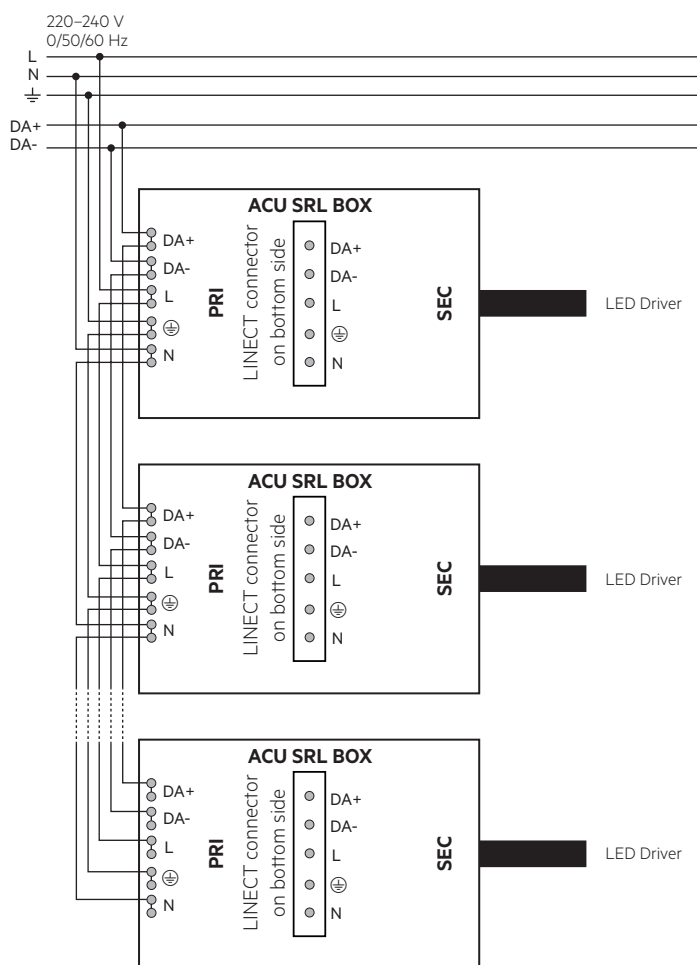 220–240 V
0/50/60 Hz
L
N
DA+
DA-
ACU SRL BOX
DA+
DA-
L
N
PRI
LINECT connector
on bottom side
DA+
DA-
L
N
SEC
LED Driver
ACU SRL BOX
DA+
DA-
L
N
PRI
LINECT connector
on bottom side
DA+
DA-
L
N
SEC
LED Driver
ACU SRL BOX
DA+
DA-
L
N
PRI
LINECT connector
on bottom side
DA+
DA-
L
N
SEC
LED Driver